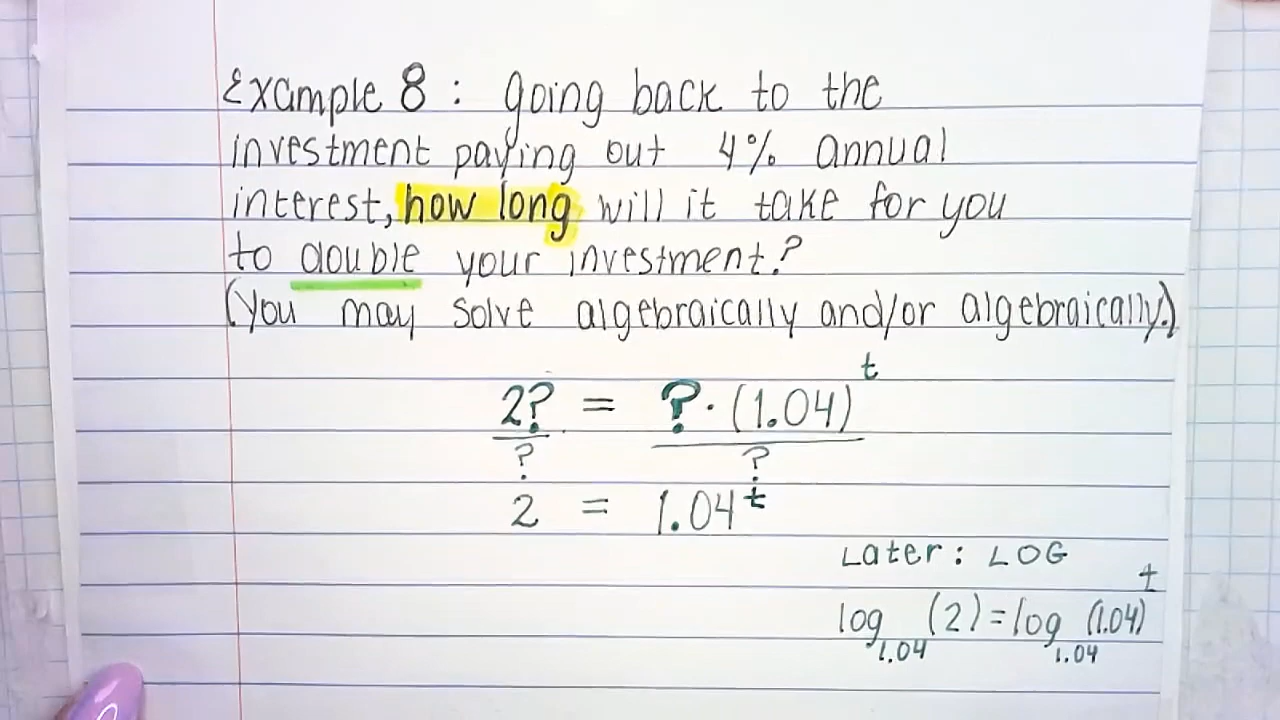 Example 8 : going back to the
investment paying out 4% annual
interest, how long will it take for you
to double your investment?
(You may solve algebraically and/or algebraically.)
2? = ? · (1.04)^t
? ?
2 = 1.04^t
Later: LOG
log_1.04 (2) = log_1.04 (1.04)^t